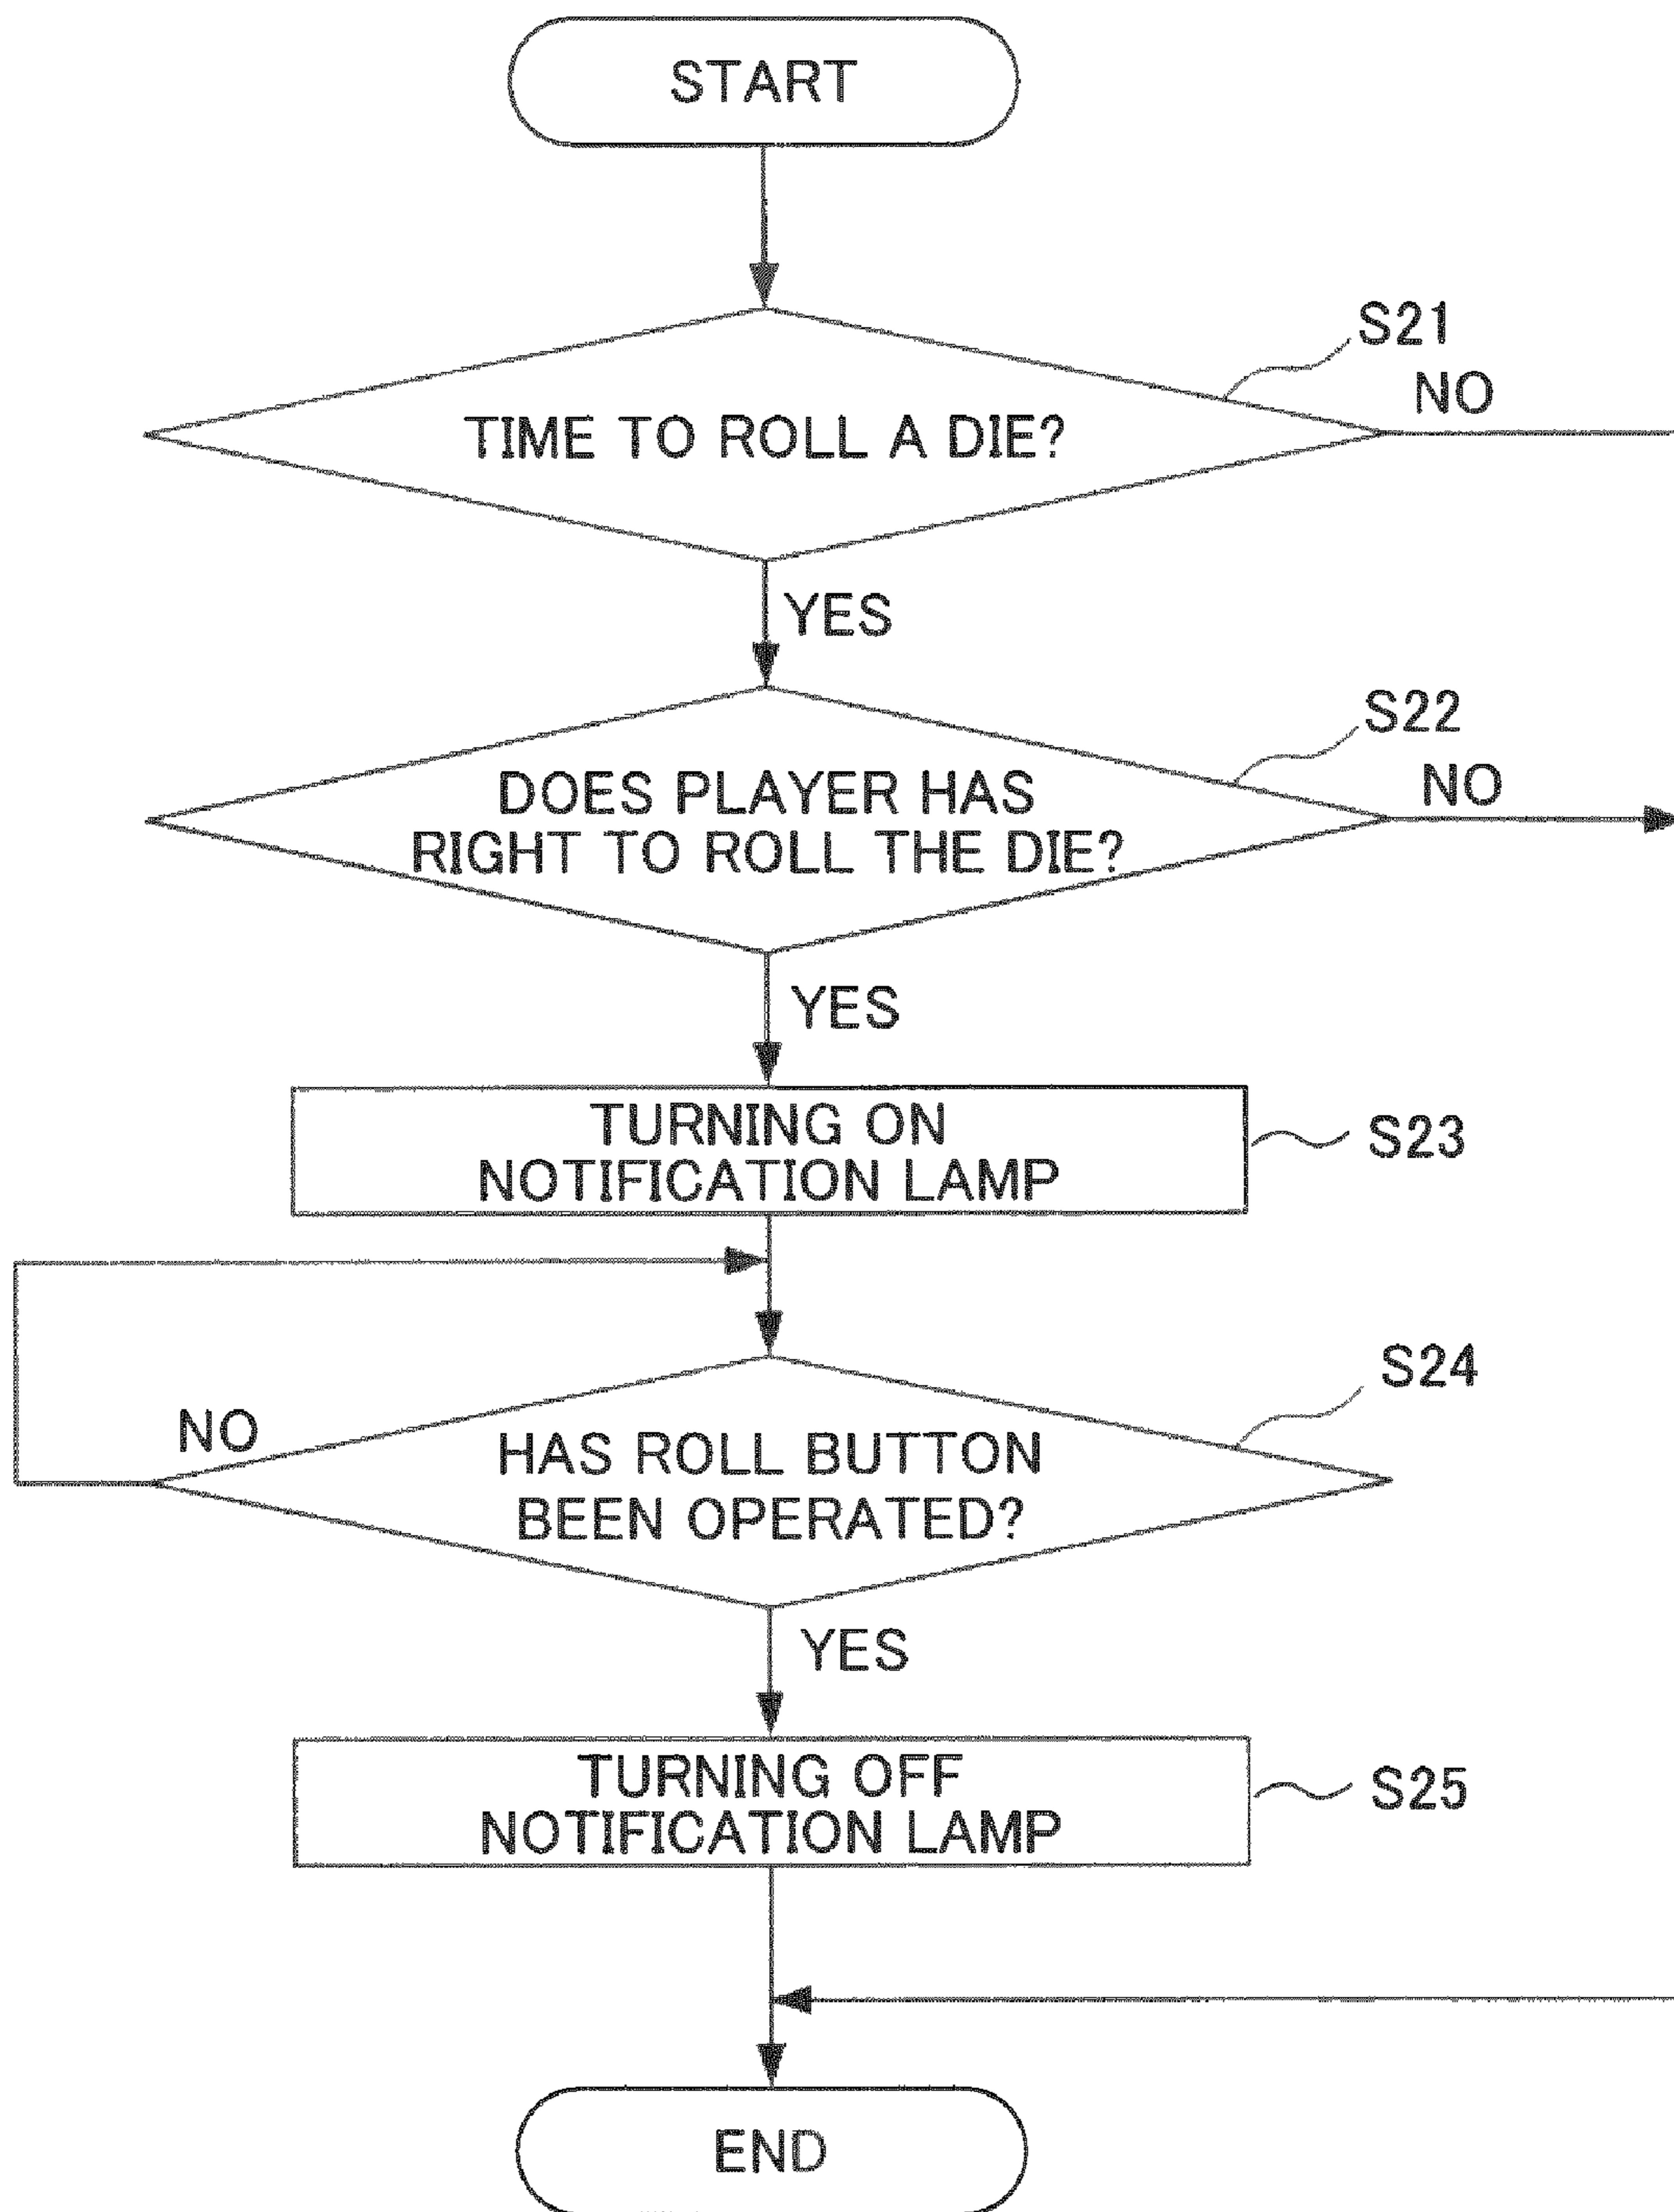 START
S21
NO
TIME TO ROLL A DIE?
YES
S22
NO
DOES PLAYER HAS
RIGHT TO ROLL THE DIE?
YES
TURNING ON
NOTIFICATION LAMP
S23
S24
NO
HAS ROLL BUTTON
BEEN OPERATED?
YES
TURNING OFF
NOTIFICATION LAMP
S25
END